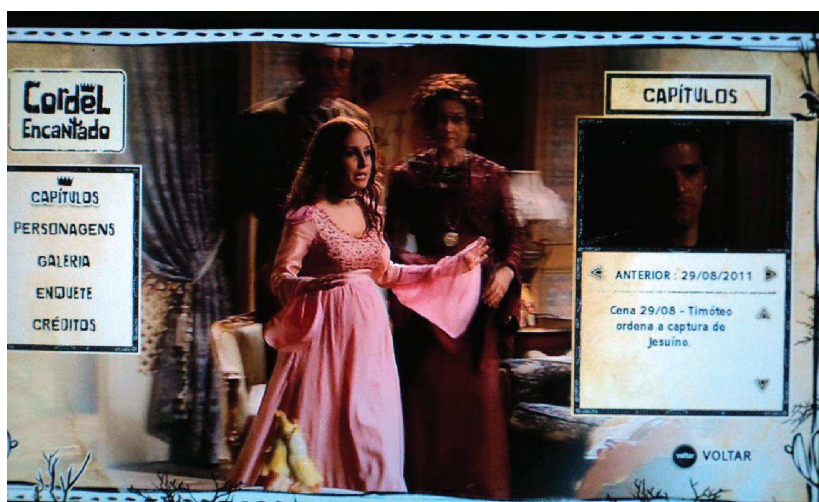 Cordel
Encantado
CAPÍTULOS
PERSONAGENS
GALERIA
ENQUETE
CRÉDITOS
CAPÍTULOS
ANTERIOR : 29/08/2011
Cena 29/08 - Timóteo
ordena a captura de
Jesuíno.
voltar VOLTAR